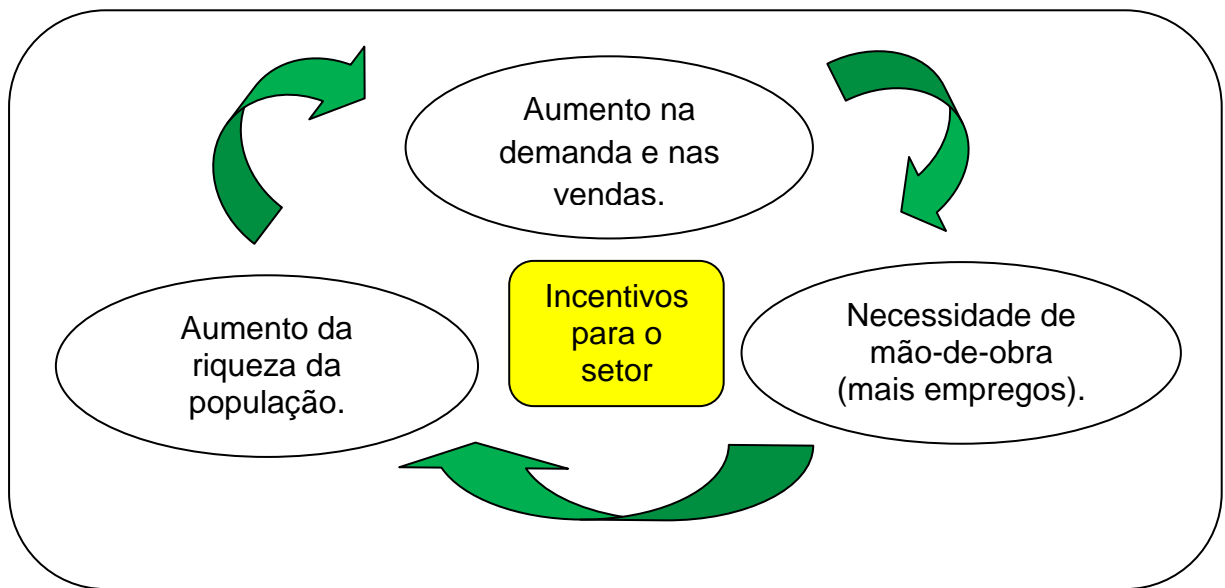 Aumento na
demanda e nas
vendas.
Incentivos
para o
setor
Necessidade de
mão-de-obra
(mais empregos).
Aumento da
riqueza da
população.